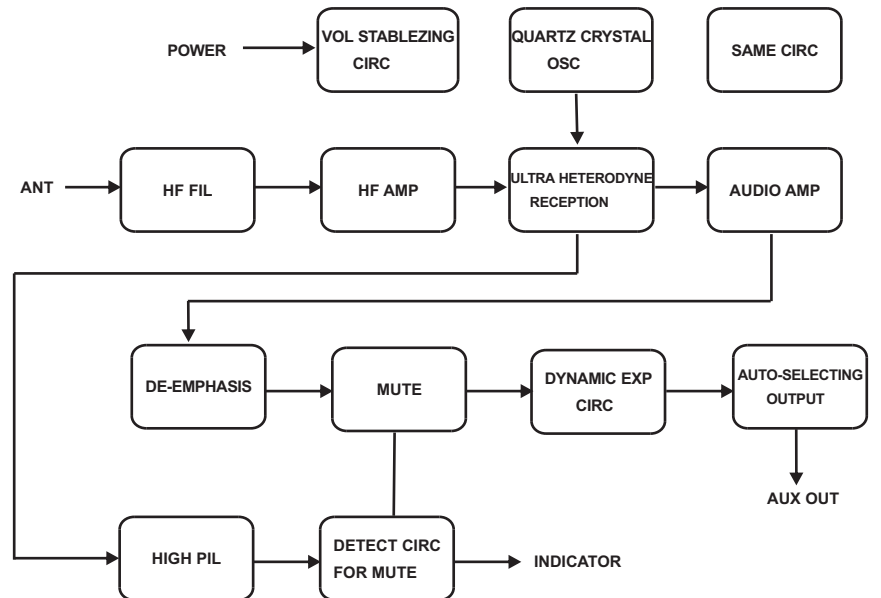 POWER
VOL STABLEZING
CIRC
QUARTZ CRYSTAL
OSC
SAME CIRC
ANT
HF FIL
HF AMP
ULTRA HETERODYNE
RECEPTION
AUDIO AMP
DE-EMPHASIS
MUTE
DYNAMIC EXP
CIRC
AUTO-SELECTING
OUTPUT
AUX OUT
HIGH PIL
DETECT CIRC
FOR MUTE
INDICATOR